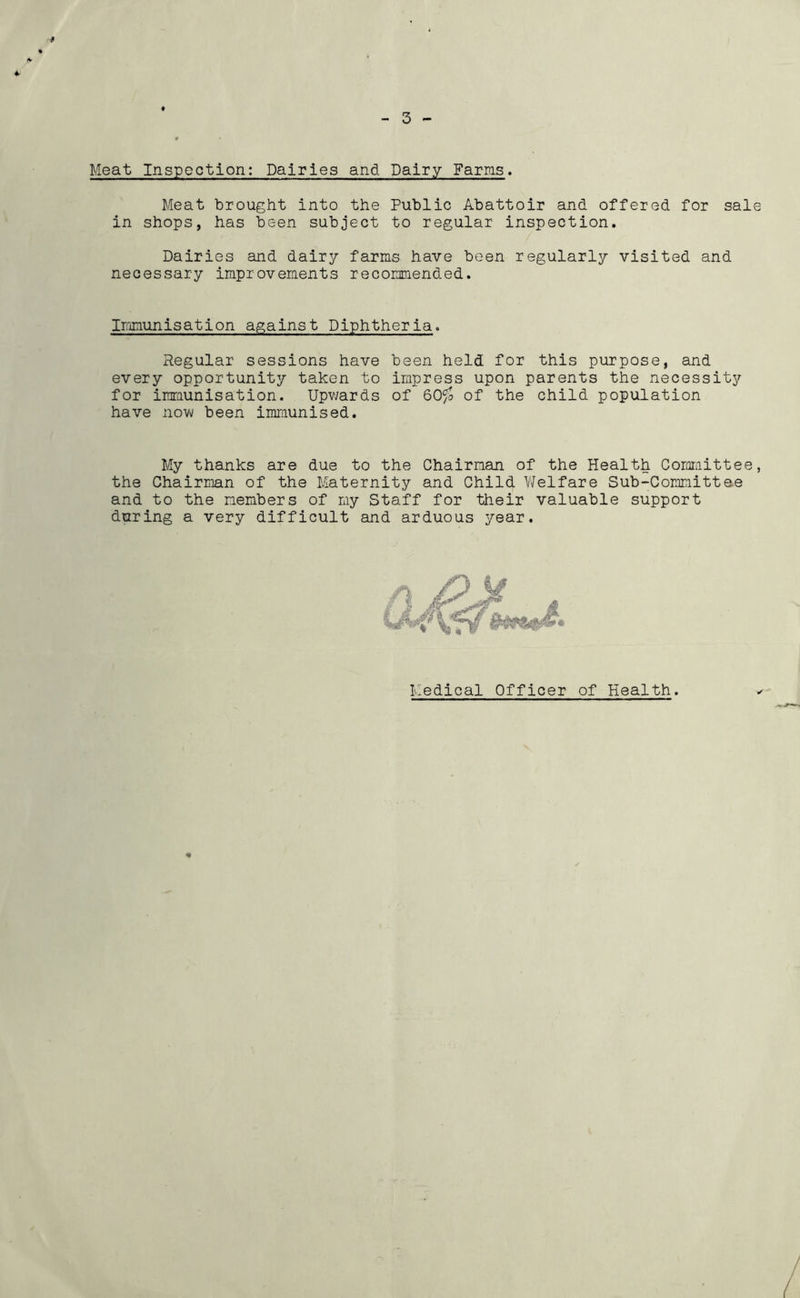 - 3 -
Meat Inspection: Dairies and Dairy Farms.
Meat brought into the Public Abattoir and offered for sale
in shops, has been subject to regular inspection.
Dairies and dairy farms have been regularly visited and
necessary improvements recommended.
Immunisation against Diphtheria.
Regular sessions have been held for this purpose, and
every opportunity taken to impress upon parents the necessity
for immunisation. Upwards of 60% of the child population
have now been immunised.
My thanks are due to the Chairman of the Health Committee,
the Chairman of the Maternity and Child Welfare Sub-Committee
and to the members of my Staff for their valuable support
during a very difficult and arduous year.
Medical Officer of Health.